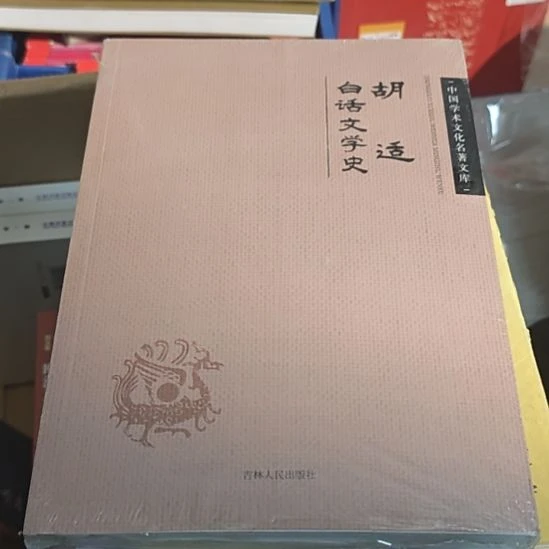 中国学术文化名著文库
胡适
白话文学史
吉林人民出版社